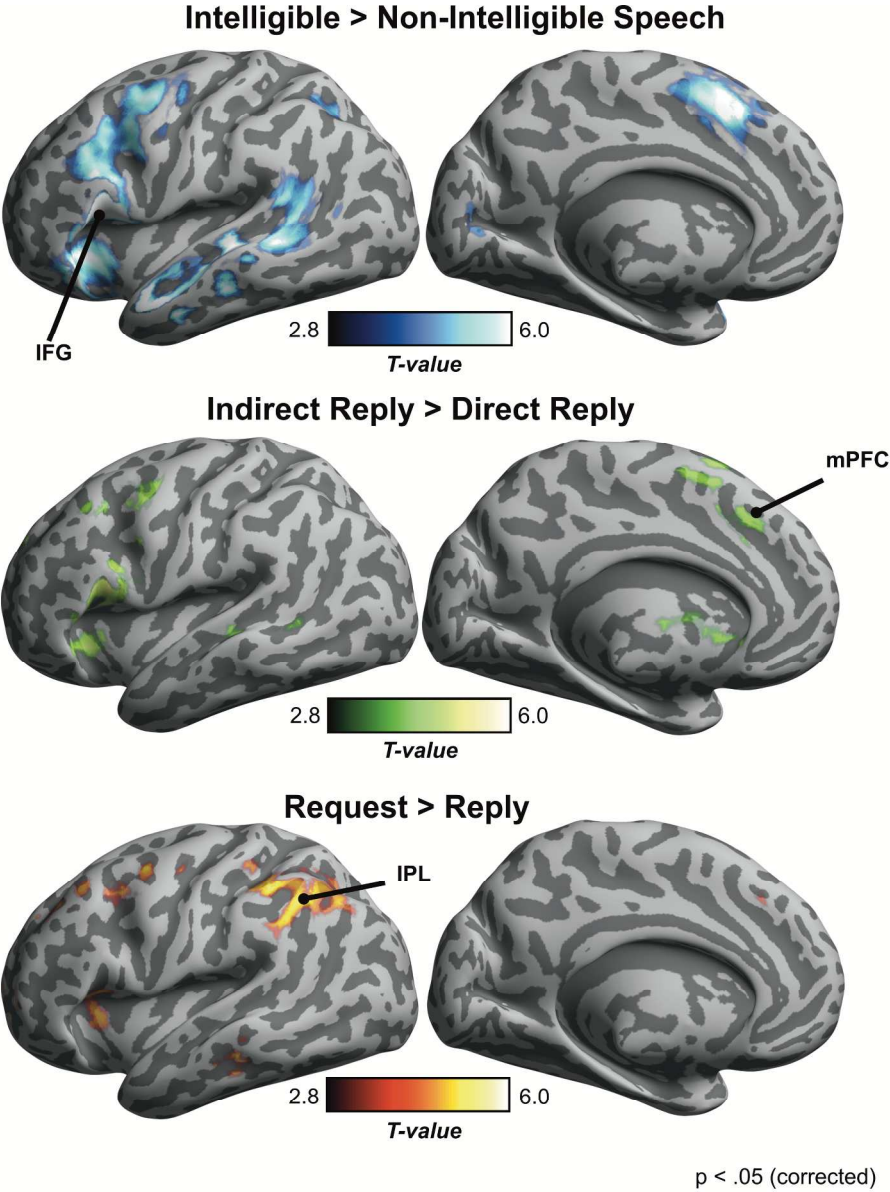 Intelligible > Non-Intelligible Speech
IFG
2.8 6.0
T-value
Indirect Reply > Direct Reply
mPFC
2.8 6.0
T-value
Request > Reply
IPL
2.8 6.0
T-value
p < .05 (corrected)